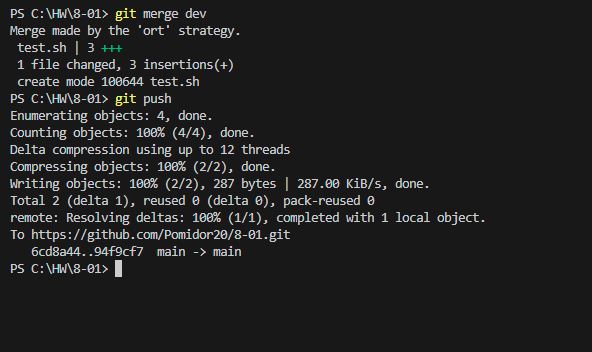 PS C:\HW\8-01> git merge dev
Merge made by the 'ort' strategy.
 test.sh | 3 +++
 1 file changed, 3 insertions(+)
 create mode 100644 test.sh
PS C:\HW\8-01> git push
Enumerating objects: 4, done.
Counting objects: 100% (4/4), done.
Delta compression using up to 12 threads
Compressing objects: 100% (2/2), done.
Writing objects: 100% (2/2), 287 bytes | 287.00 KiB/s, done.
Total 2 (delta 1), reused 0 (delta 0), pack-reused 0
remote: Resolving deltas: 100% (1/1), completed with 1 local object.
To https://github.com/Pomidor20/8-01.git
   6cd8a44..94f9cf7  main -> main
PS C:\HW\8-01>